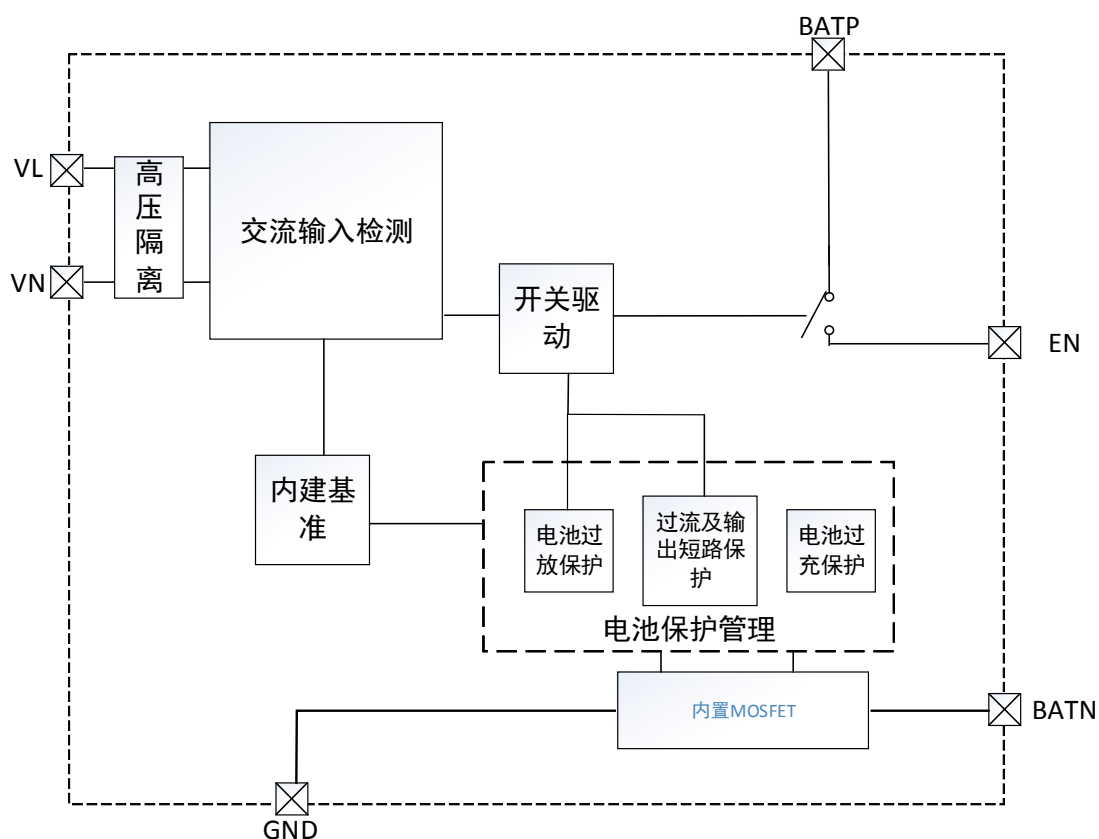 BATP
VL
高
压
隔
离
交流输入检测
VN
开关驱
动
EN
内建基
准
电池过
放保护
过流及输
出短路保
护
电池过
充保护
电池保护管理
内置MOSFET
BATN
GND